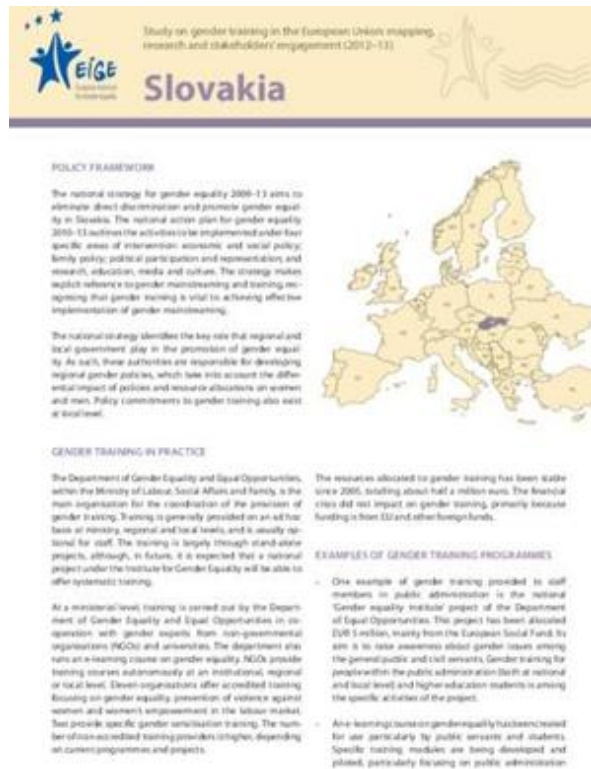 Study on gender training in the European Union: mapping,
research and stakeholders' engagement (2012–13)
EIGE
Slovakia
POLICY FRAMEWORK
The national strategy for gender equality 2009–13 aims to
eliminate direct discrimination and promote gender equal-
ity in Slovakia. The national action plan for gender equality
2010–13 outlines the activities to be implemented under four
specific areas of intervention: economic and social policy;
family policy; political participation and representation; and
research, education, media and culture. The strategy makes
explicit reference to gender mainstreaming and training, rec-
ognising that gender training is vital to achieving effective
implementation of gender mainstreaming.
The national strategy identifies the key role that regional and
local government play in the promotion of gender equal-
ity. As such, these authorities are responsible for developing
regional gender policies, which take into account the differ-
ential impact of policies and resource allocations on women
and men. Policy commitments to gender training also exist
at local level.
GENDER TRAINING IN PRACTICE
The Department of Gender Equality and Equal Opportunities,
within the Ministry of Labour, Social Affairs and Family, is the
main organisation for the coordination of the provision of
gender training. Training is generally provided on an ad hoc
basis at ministry, regional and local levels, and is usually op-
tional for staff. The training is largely through stand-alone
projects, although, in future, it is expected that a national
project under the Institute for Gender Equality will be able to
offer systematic training.
At a ministerial level, training is carried out by the Depart-
ment of Gender Equality and Equal Opportunities in co-
operation with gender experts from non-governmental
organisations (NGOs) and universities. The department also
runs an e-learning course on gender equality. NGOs provide
training courses autonomously at an institutional, regional
or local level. Eleven organisations offer accredited training
focusing on gender equality, prevention of violence against
women and women's empowerment in the labour market.
Two provide specific gender sensitisation training. The num-
ber of non-accredited training providers is higher, depending
on current programmes and projects.
The resources allocated to gender training has been stable
since 2005, totalling about half a million euro. The financial
crisis did not impact on gender training, primarily because
funding is from EU and other foreign funds.
EXAMPLES OF GENDER TRAINING PROGRAMMES
- One example of gender training provided to staff
members in public administration is the national
'Gender equality institute' project of the Department
of Equal Opportunities. This project has been allocated
EUR 5 million, mainly from the European Social Fund. Its
aim is to raise awareness about gender issues among
the general public and civil servants. Gender training for
people within the public administration (both at national
and local level) and higher education students is among
the specific activities of the project.
- An e-learning course on gender equality has been created
for use particularly by public servants and students.
Specific training modules are being developed and
piloted, particularly focusing on public administration